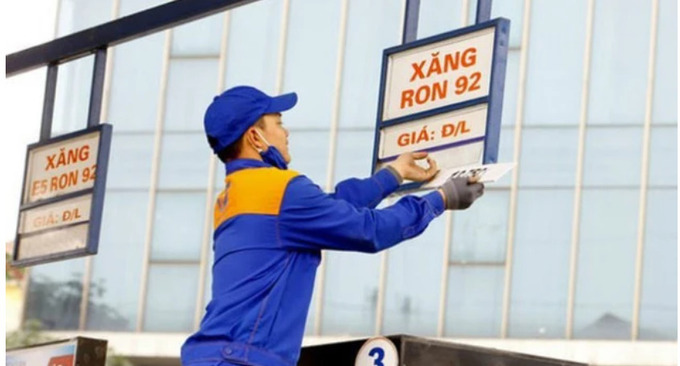 XĂNG
RON 92
GIÁ: Đ/L
XĂNG
E5 RON 92
GIÁ: Đ/L
3